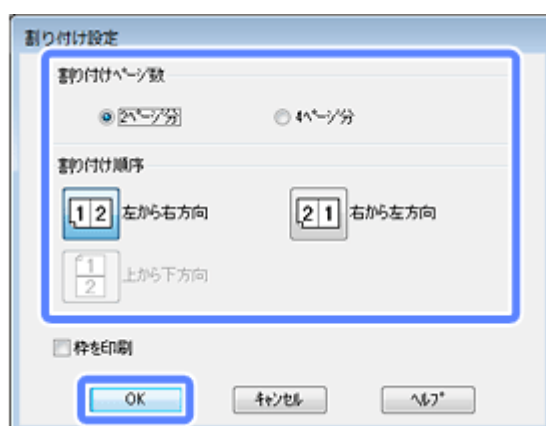 割り付け設定
割り付けページ数
2ページ分 4ページ分
割り付け順序
1 2 左から右方向 2 1 右から左方向
1
2 上から下方向
枠を印刷
OK キャンセル ヘルプ